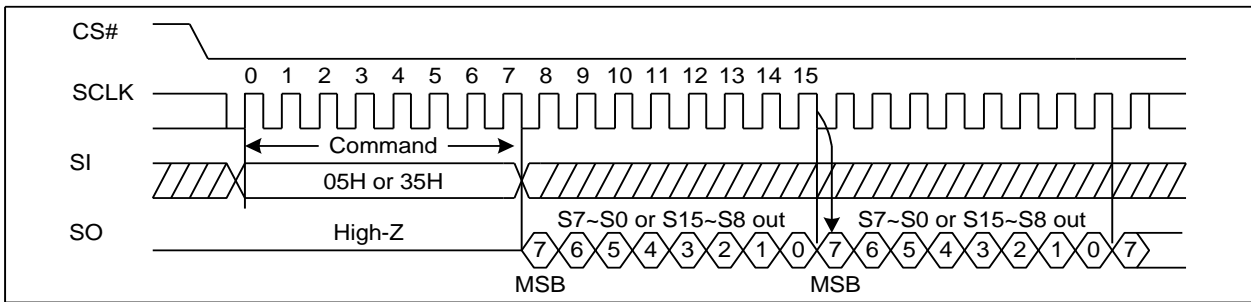 CS#
0 1 2 3 4 5 6 7 8 9 10 11 12 13 14 15
SCLK
Command
SI
05H or 35H
S7~S0 or S15~S8 out S7~S0 or S15~S8 out
SO
High-Z
7 6 5 4 3 2 1 0 7 6 5 4 3 2 1 0 7
MSB MSB